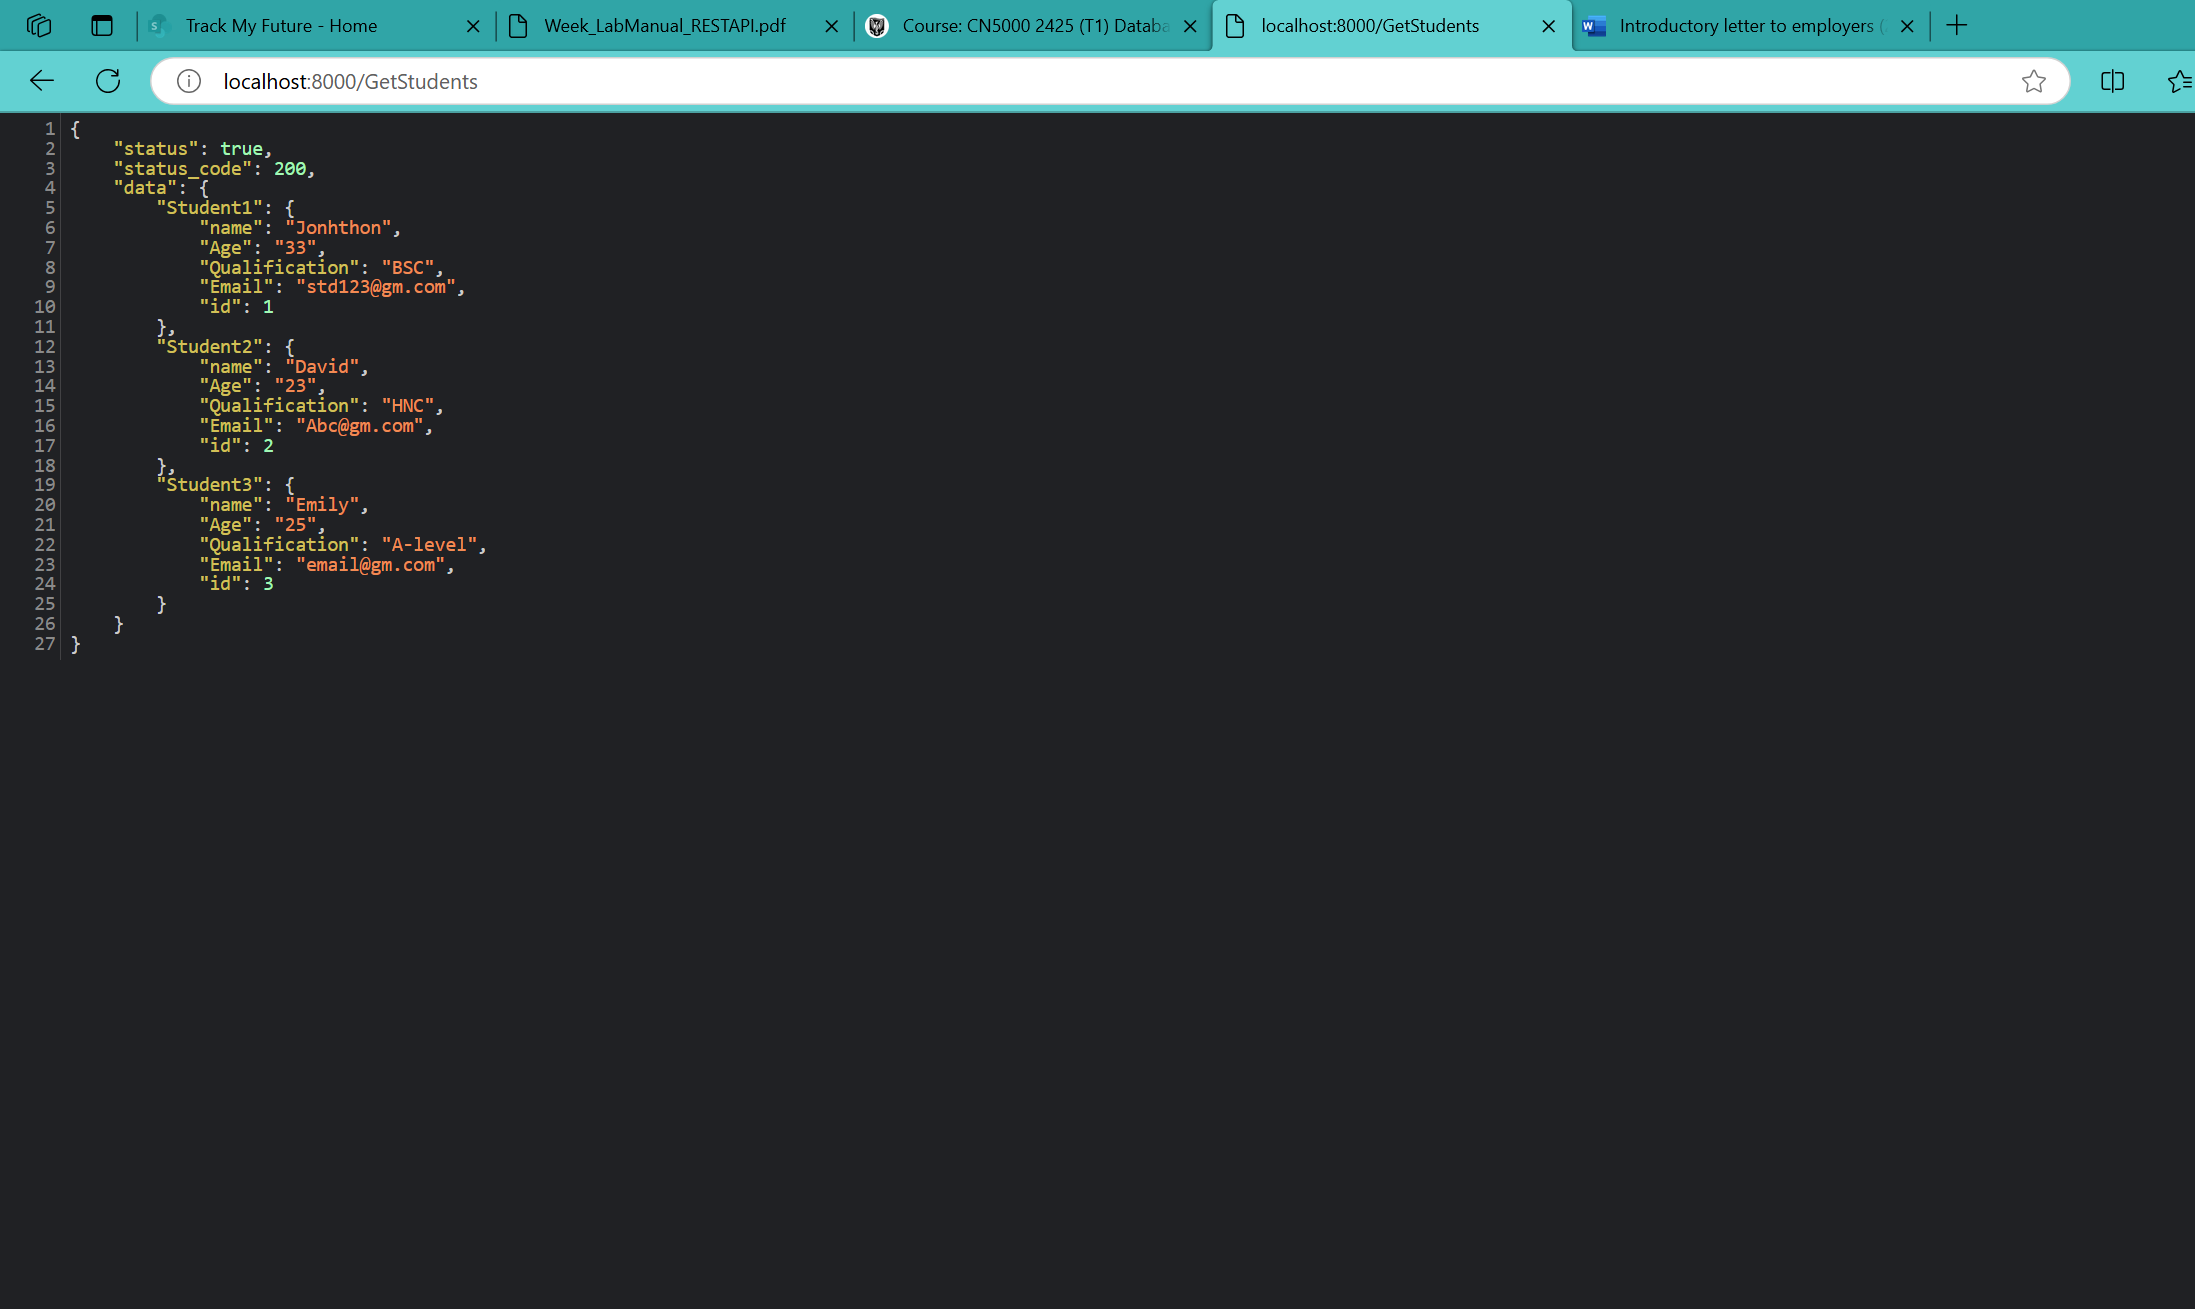 Track My Future - Home
Week_LabManual_RESTAPI.pdf
Course: CN5000 2425 (T1) Databa
localhost:8000/GetStudents
Introductory letter to employers (
localhost:8000/GetStudents
1 {
2 "status": true,
3 "status_code": 200,
4 "data": {
5 "Student1": {
6 "name": "Jonhthon",
7 "Age": "33",
8 "Qualification": "BSC",
9 "Email": "std123@gm.com",
10 "id": 1
11 },
12 "Student2": {
13 "name": "David",
14 "Age": "23",
15 "Qualification": "HNC",
16 "Email": "Abc@gm.com",
17 "id": 2
18 },
19 "Student3": {
20 "name": "Emily",
21 "Age": "25",
22 "Qualification": "A-level",
23 "Email": "email@gm.com",
24 "id": 3
25 }
26 }
27 }